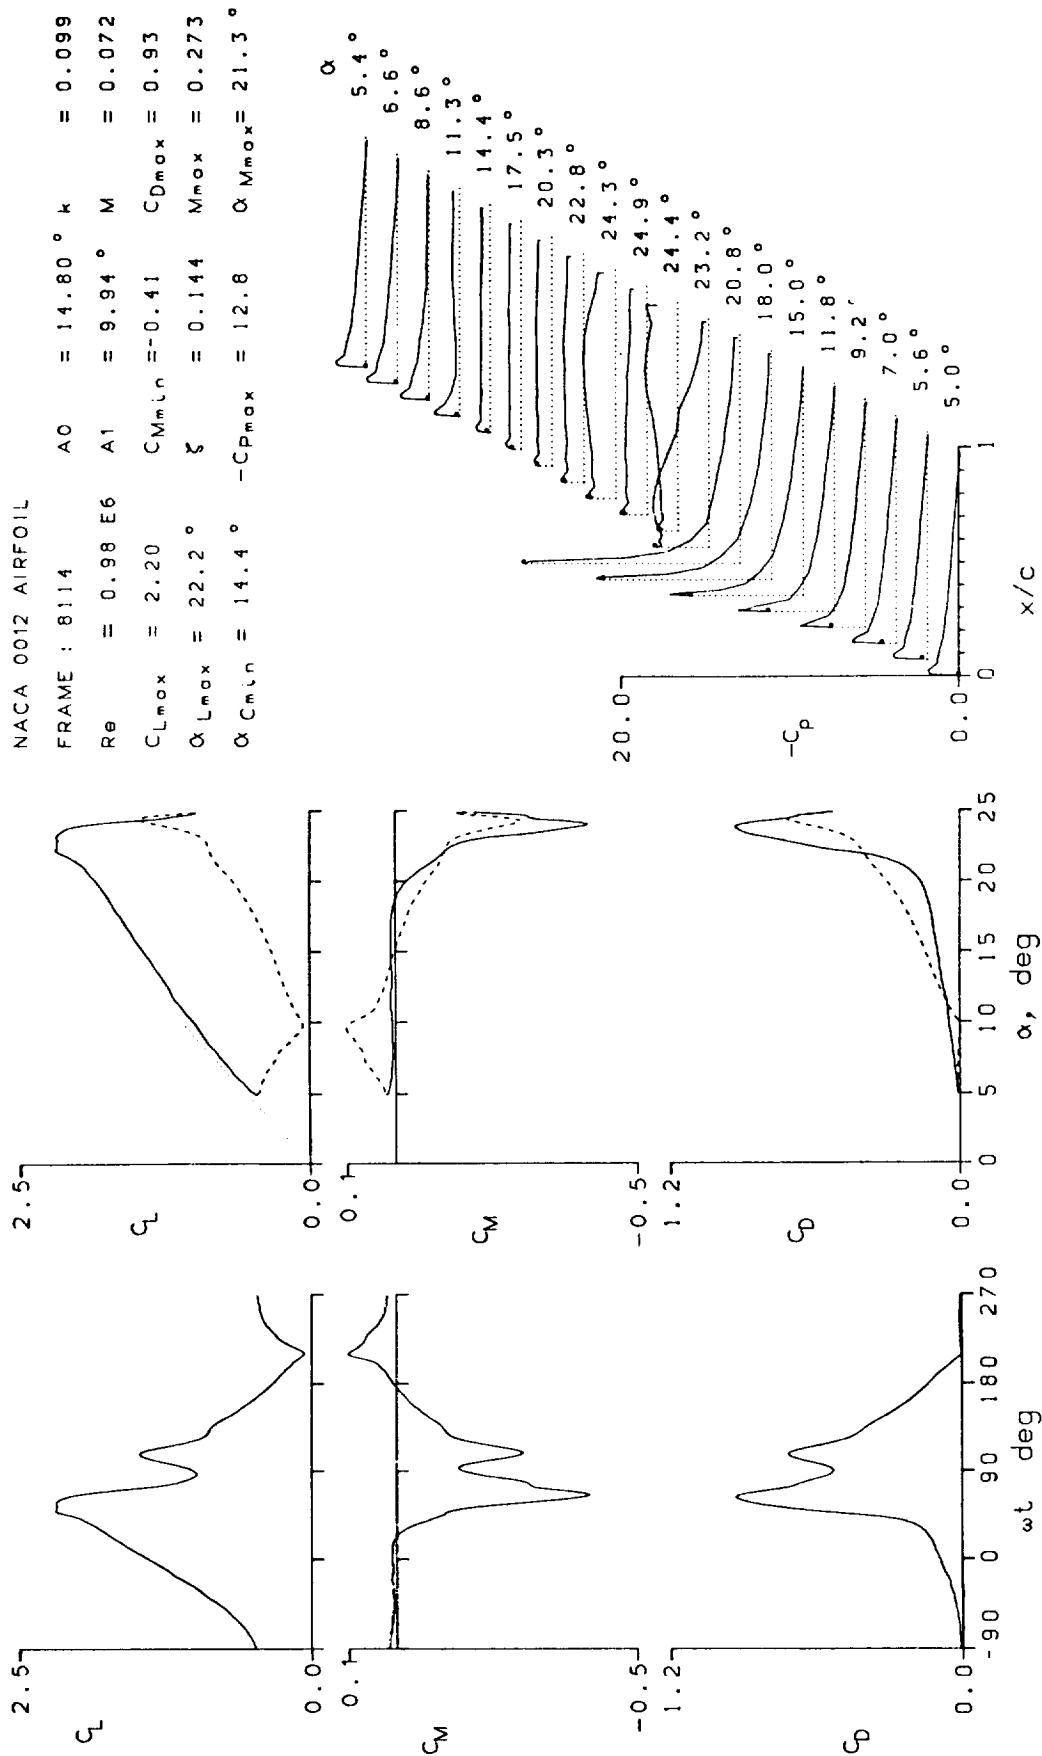 NACA 0012 AIRFOIL
FRAME : 8114 A0 = 14.80° k = 0.099
Re = 0.98 E6 A1 = 9.94° M = 0.072
CLmax = 2.20 CMmin =-0.41 CDmax = 0.93
αLmax = 22.2° ζ = 0.144 Mmax = 0.273
αCmin = 14.4° -CPmax = 12.8 αMmax= 21.3°
2.5
CL
0.0
0.1
CM
-0.5
1.2
CD
0.0
-90 0 90 180 270
ωt deg
2.5
CL
0.0
0.1
CM
-0.5
1.2
CD
0.0
0 5 10 15 20 25
α, deg
α
5.4°
6.6°
8.6°
11.3°
14.4°
17.5°
20.3°
22.8°
24.3°
24.9°
24.4°
23.2°
20.8°
18.0°
15.0°
11.8°
9.2°
7.0°
5.6°
5.0°
20.0
-CP
0.0
0 1
x/c